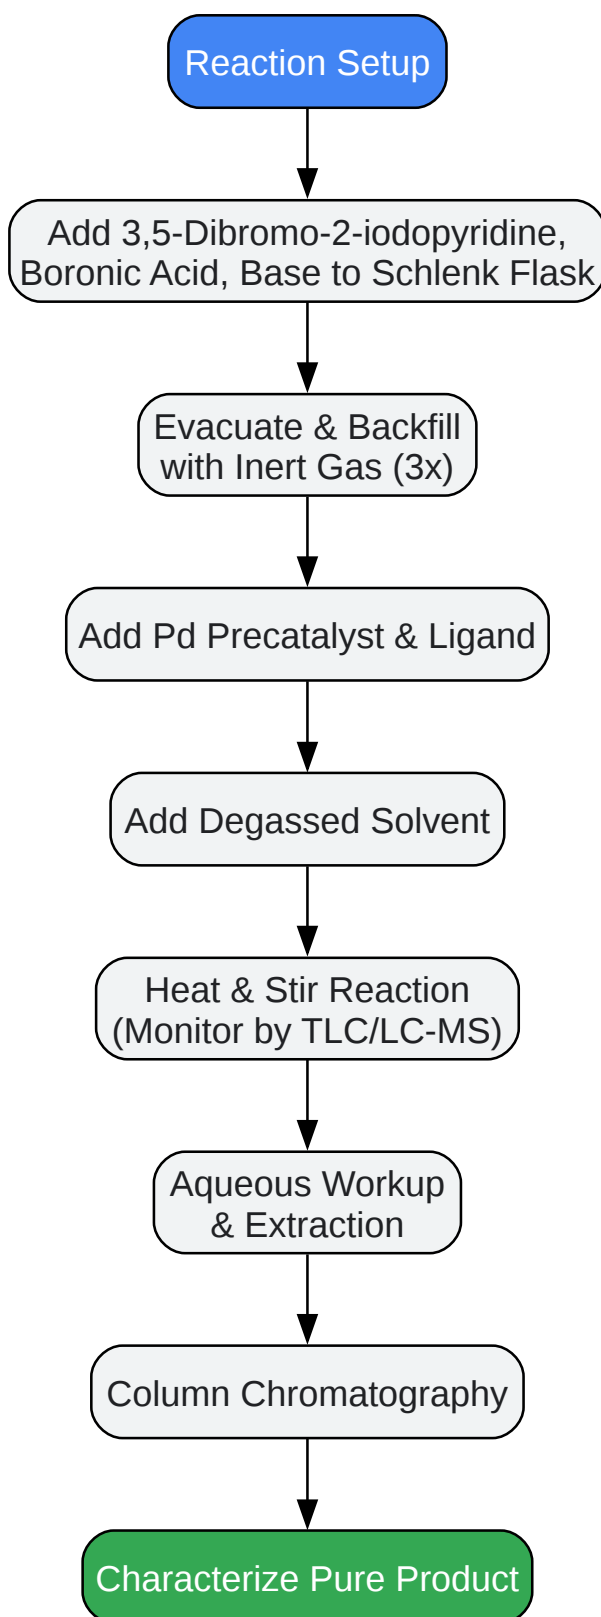 Reaction Setup
Add 3,5-Dibromo-2-iodopyridine,
Boronic Acid, Base to Schlenk Flask
Evacuate & Backfill
with Inert Gas (3x)
Add Pd Precatalyst & Ligand
Add Degassed Solvent
Heat & Stir Reaction
(Monitor by TLC/LC-MS)
Aqueous Workup
& Extraction
Column Chromatography
Characterize Pure Product